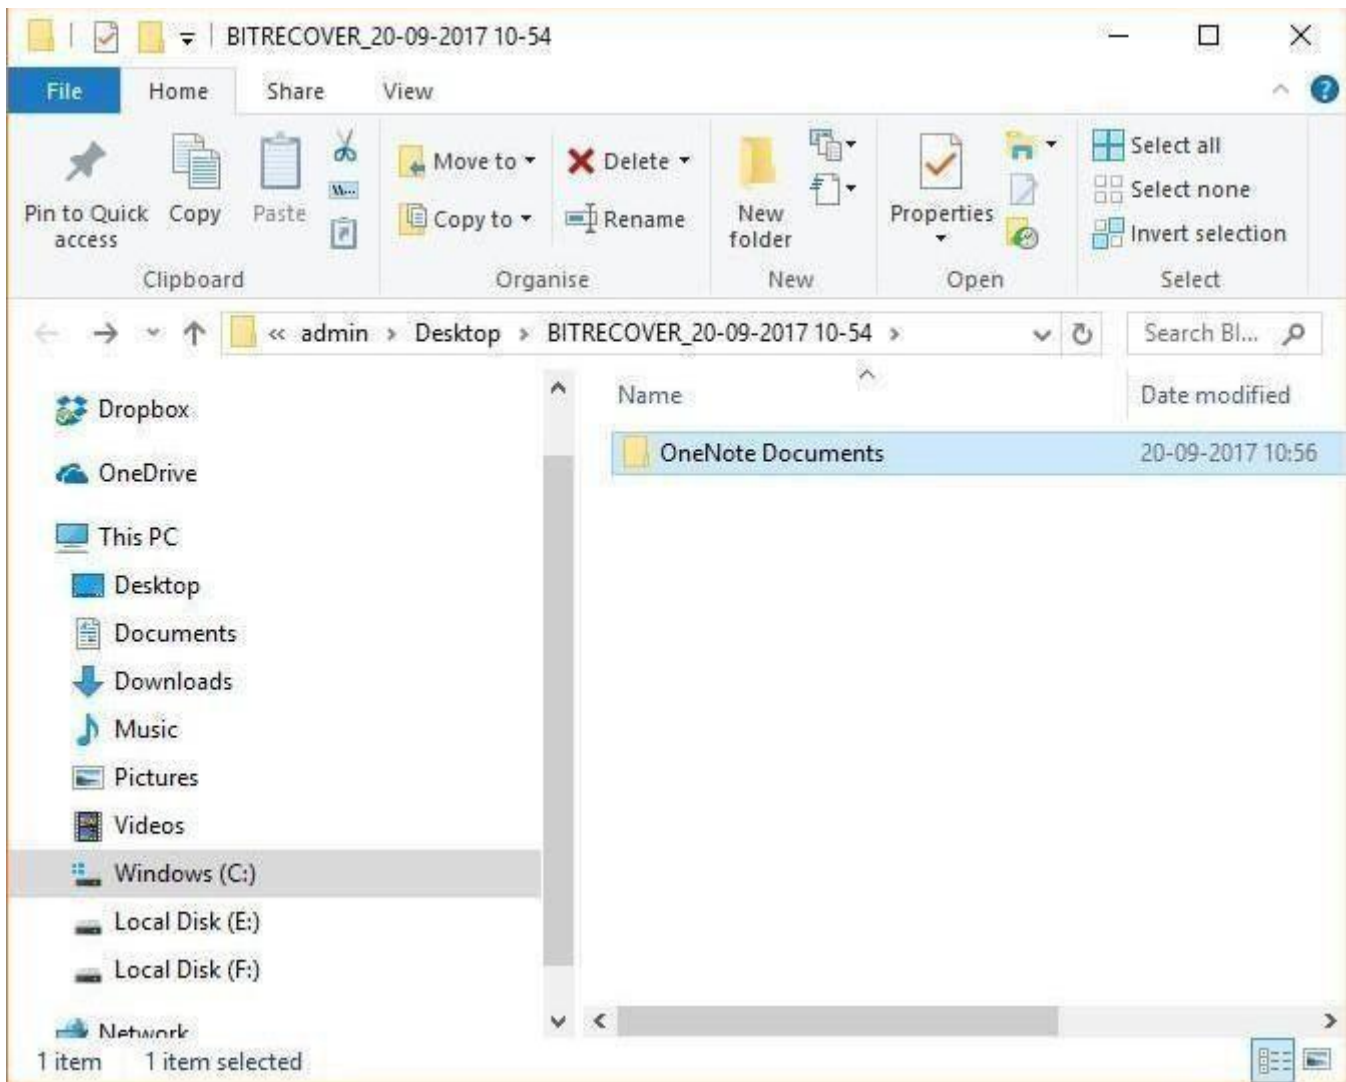 BITRECOVER_20-09-2017 10-54
File Home Share View
Pin to Quick access
Copy
Paste
Move to
Copy to
Delete
Rename
New folder
Properties
Select all
Select none
Invert selection
Clipboard Organise New Open Select
« admin > Desktop > BITRECOVER_20-09-2017 10-54 >
Search BI...
Name Date modified
OneNote Documents 20-09-2017 10:56
Dropbox
OneDrive
This PC
Desktop
Documents
Downloads
Music
Pictures
Videos
Windows (C:)
Local Disk (E:)
Local Disk (F:)
Network
1 item 1 item selected